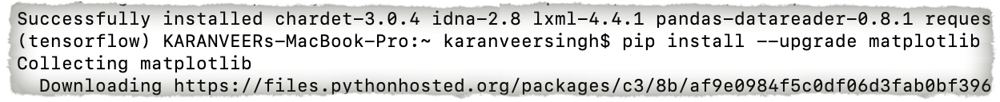 Successfully installed chardet-3.0.4 idna-2.8 lxml-4.4.1 pandas-datareader-0.8.1 reques
(tensorflow) KARANVEERs-MacBook-Pro:~ karanveersingh$ pip install --upgrade matplotlib
Collecting matplotlib
  Downloading https://files.pythonhosted.org/packages/c3/8b/af9e0984f5c0df06d3fab0bf396